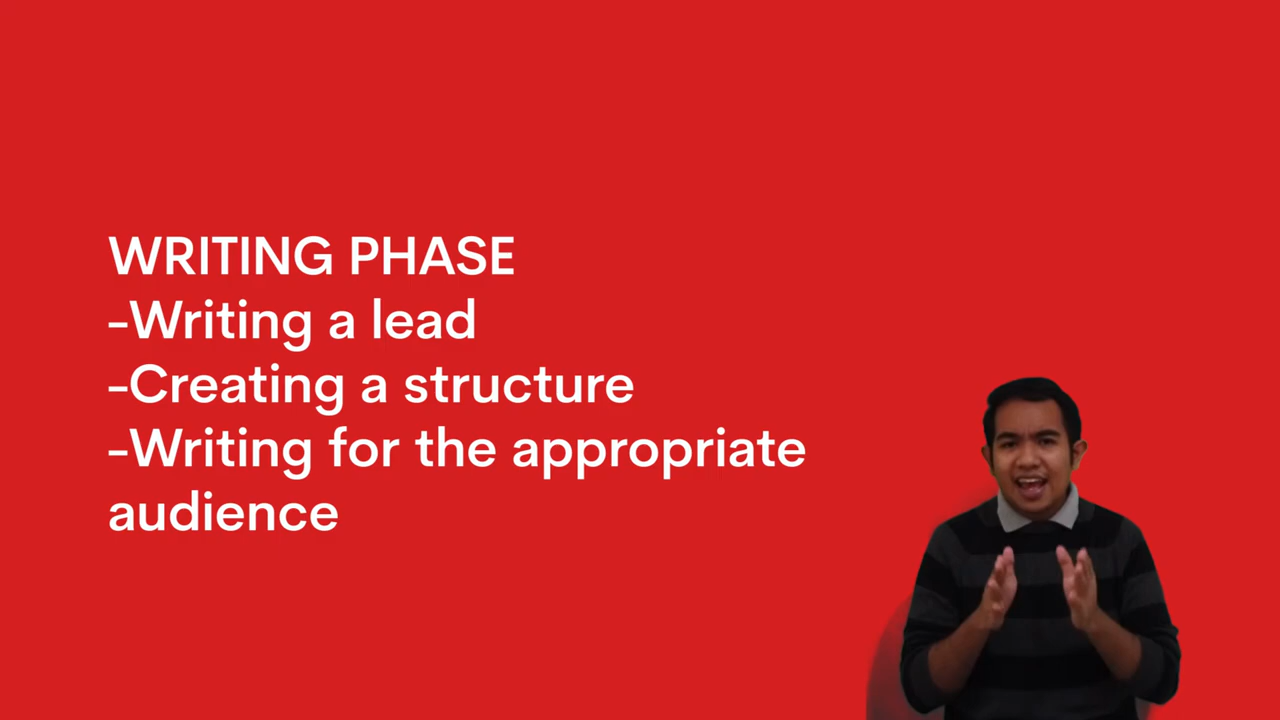 WRITING PHASE
-Writing a lead
-Creating a structure
-Writing for the appropriate
audience